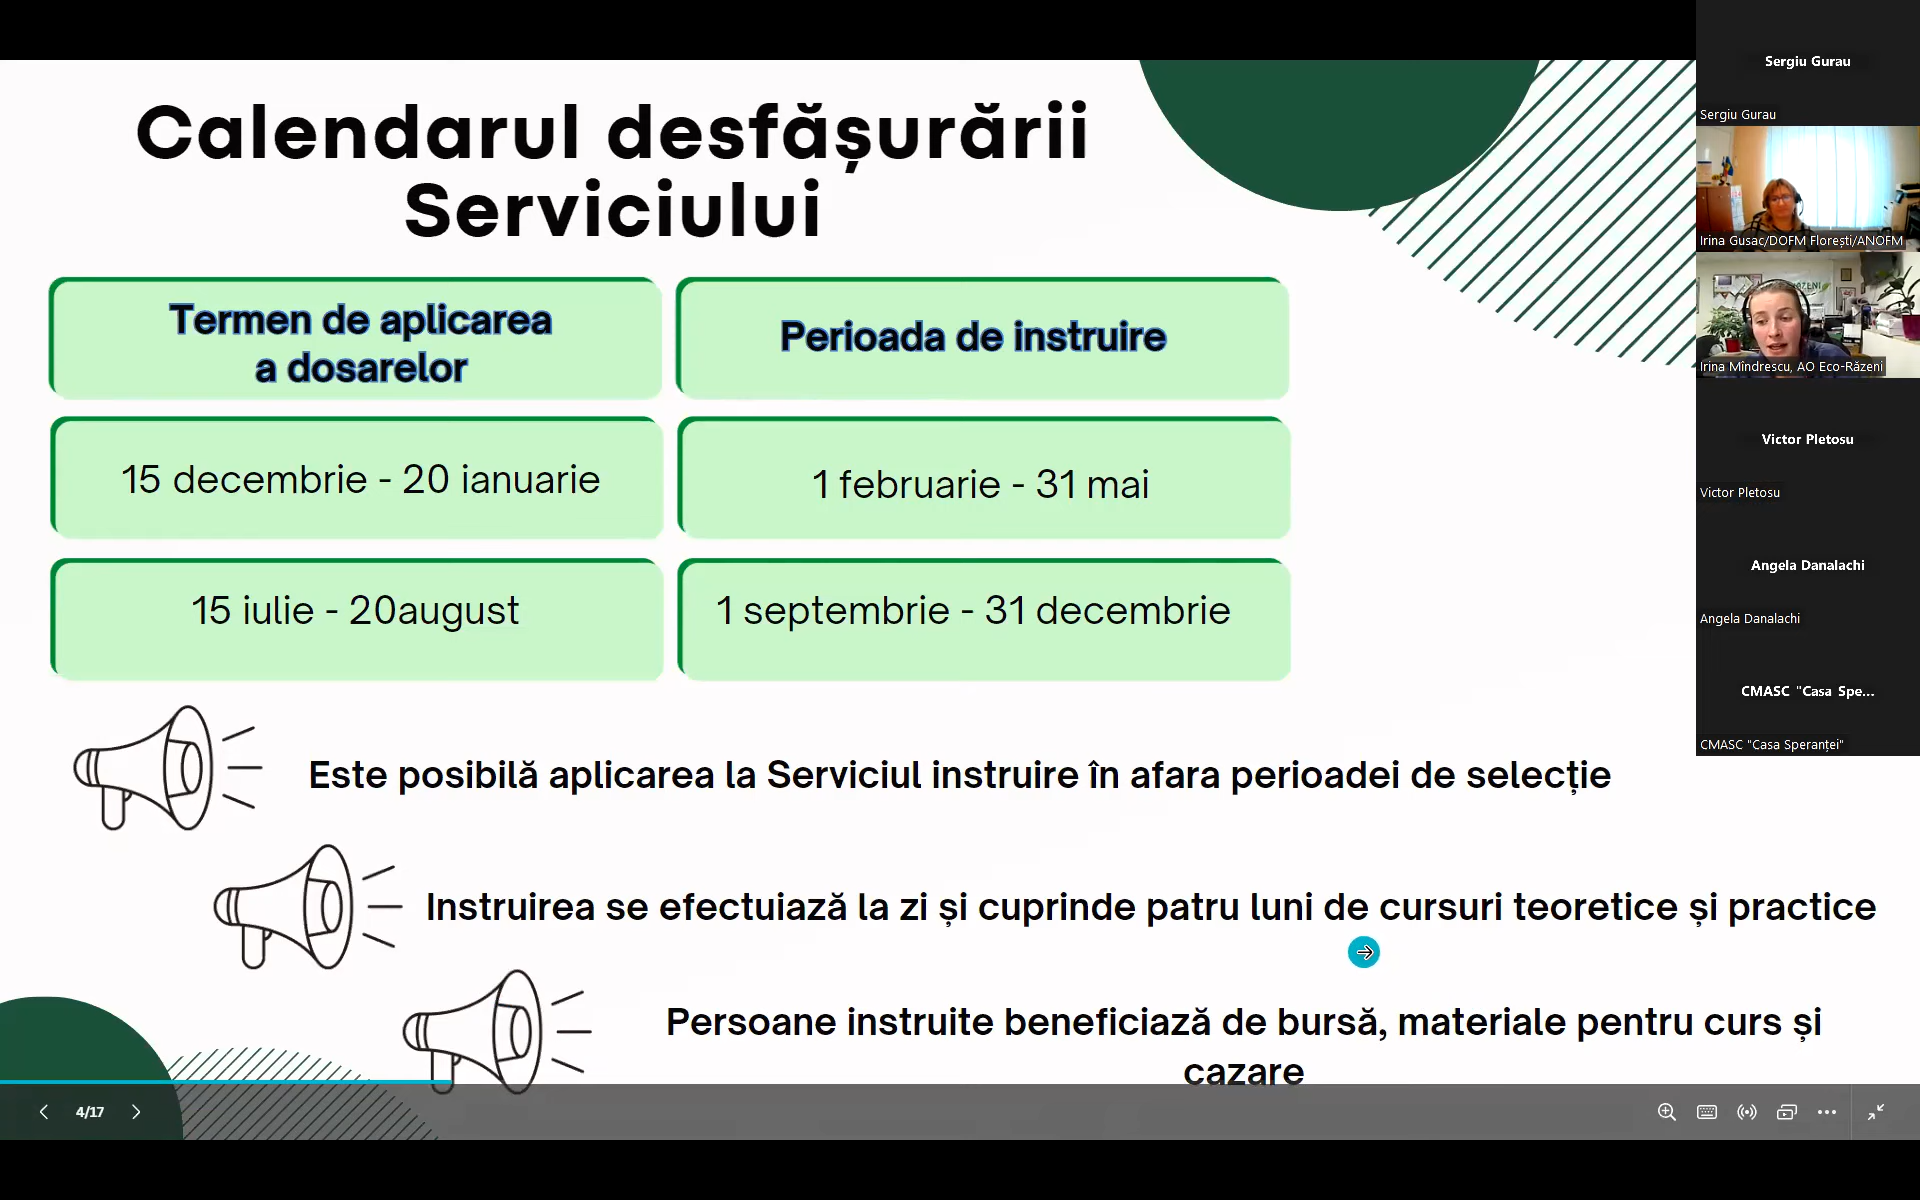 Calendarul desfășurării
Serviciului
Termen de aplicarea
a dosarelor
Perioada de instruire
15 decembrie - 20 ianuarie
1 februarie - 31 mai
15 iulie - 20august
1 septembrie - 31 decembrie
Este posibilă aplicarea la Serviciul instruire în afara perioadei de selecție
Instruirea se efectuiază la zi și cuprinde patru luni de cursuri teoretice și practice
Persoane instruite beneficiază de bursă, materiale pentru curs și
cazare
4/17
Sergiu Gurau
Sergiu Gurau
Irina Gusac/DOFM Florești/ANOFM
Irina Mîndrescu, AO Eco-Răzeni
Victor Pletosu
Victor Pletosu
Angela Danalachi
Angela Danalachi
CMASC "Casa Spe...
CMASC "Casa Speranței"